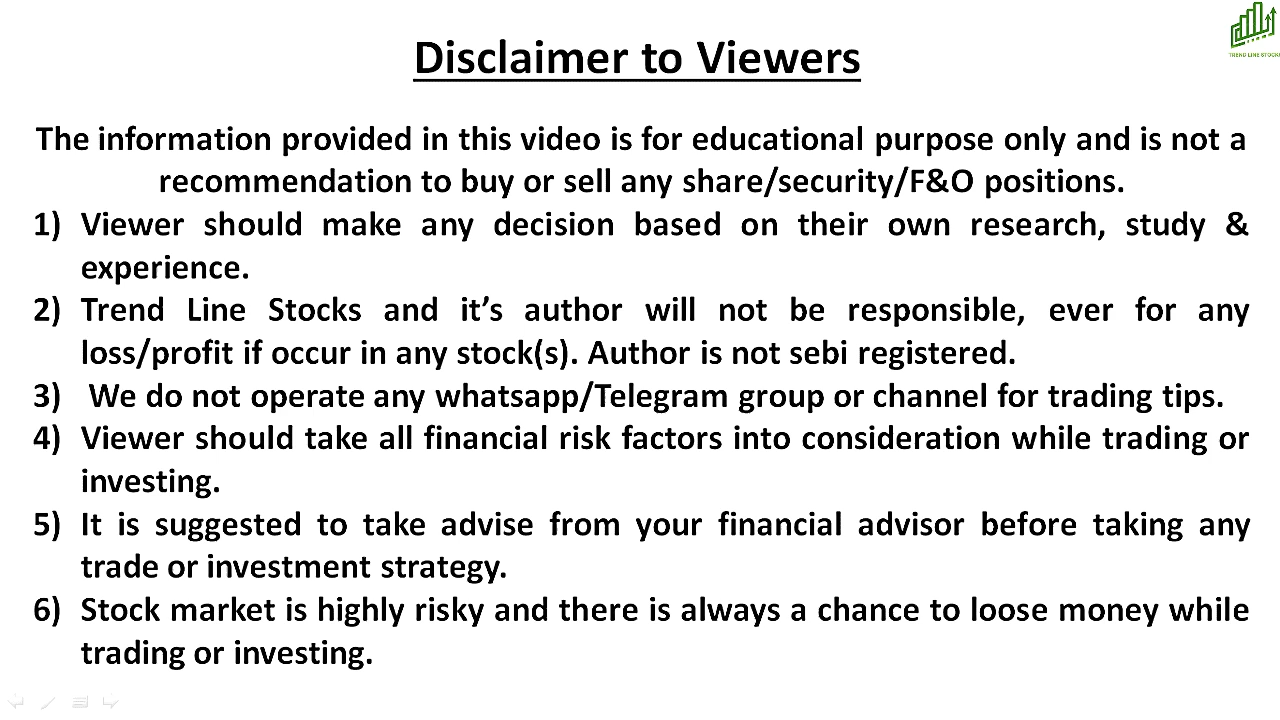 TREND LINE STOCKS
Disclaimer to Viewers
The information provided in this video is for educational purpose only and is not a
recommendation to buy or sell any share/security/F&O positions.
1) Viewer should make any decision based on their own research, study &
experience.
2) Trend Line Stocks and it’s author will not be responsible, ever for any
loss/profit if occur in any stock(s). Author is not sebi registered.
3) We do not operate any whatsapp/Telegram group or channel for trading tips.
4) Viewer should take all financial risk factors into consideration while trading or
investing.
5) It is suggested to take advise from your financial advisor before taking any
trade or investment strategy.
6) Stock market is highly risky and there is always a chance to loose money while
trading or investing.